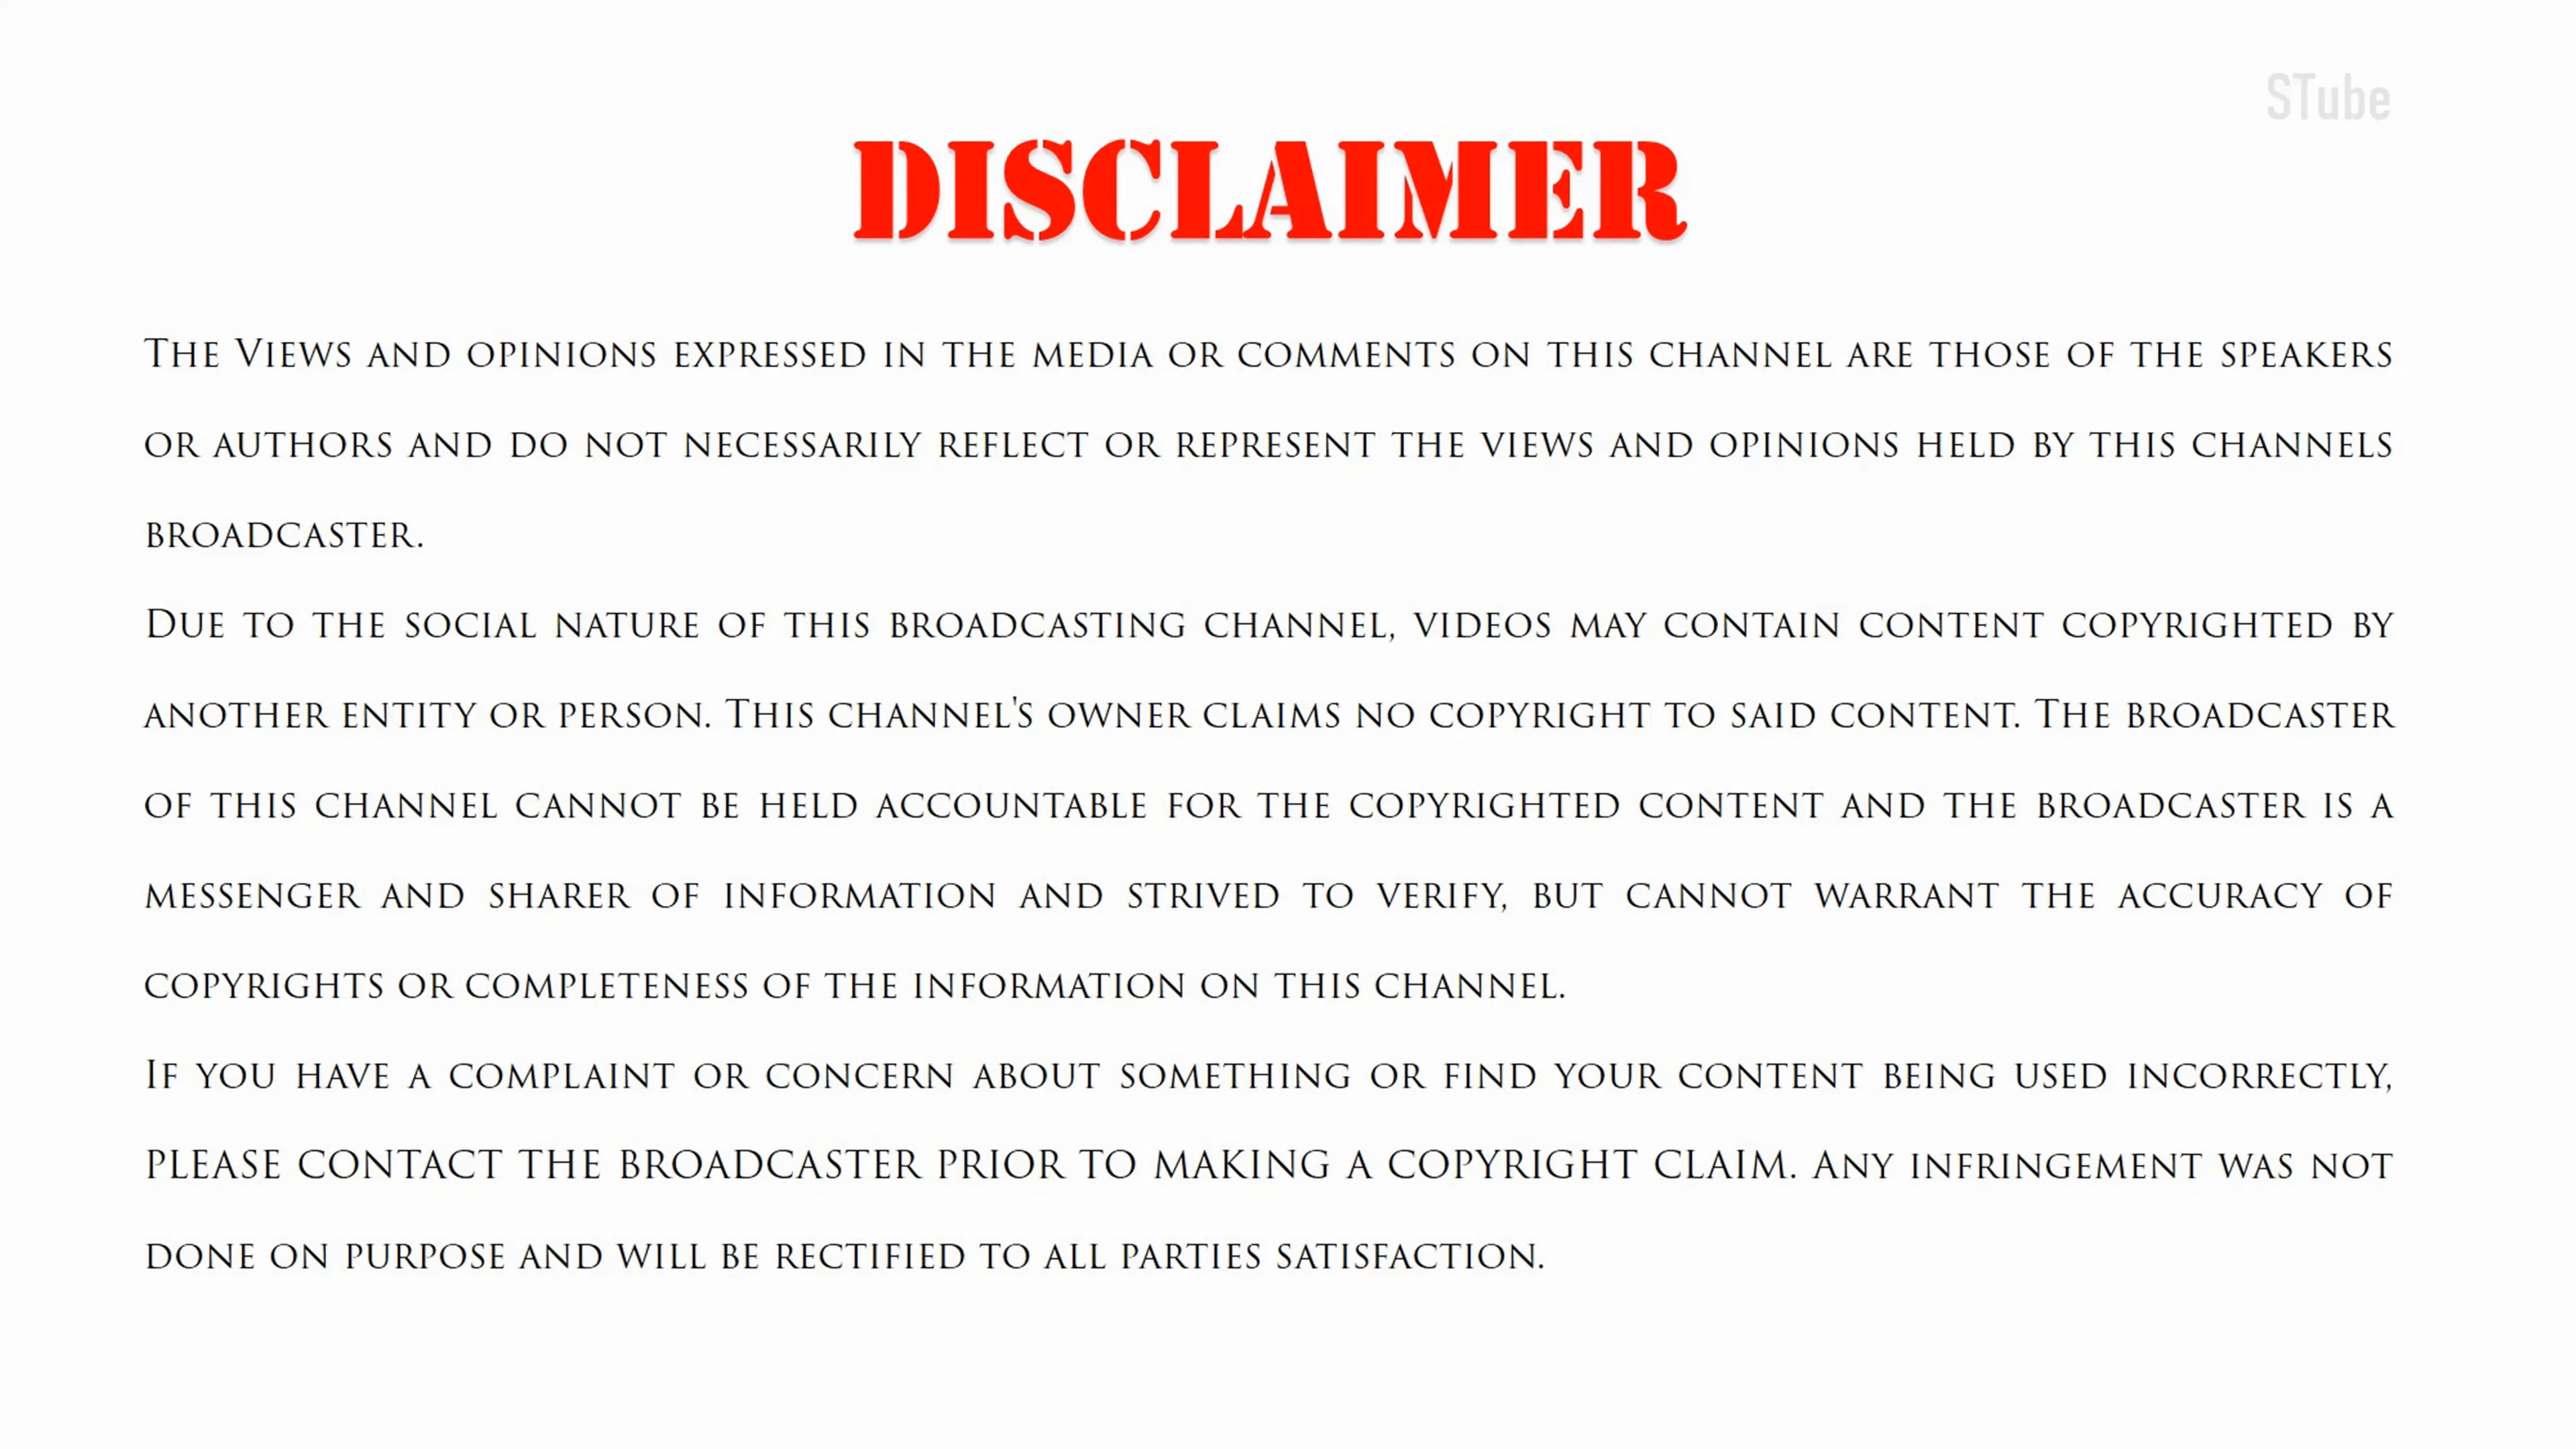 STube
DISCLAIMER
The Views and opinions expressed in the media or comments on this channel are those of the speakers
or authors and do not necessarily reflect or represent the views and opinions held by this channels
broadcaster.
Due to the social nature of this broadcasting channel, videos may contain content copyrighted by
another entity or person. This channel's owner claims no copyright to said content. The broadcaster
of this channel cannot be held accountable for the copyrighted content and the broadcaster is a
messenger and sharer of information and strived to verify, but cannot warrant the accuracy of
copyrights or completeness of the information on this channel.
If you have a complaint or concern about something or find your content being used incorrectly,
PLEASE CONTACT THE BROADCASTER PRIOR TO MAKING A COPYRIGHT CLAIM. Any infringement was not
done on purpose and will be rectified to all parties satisfaction.